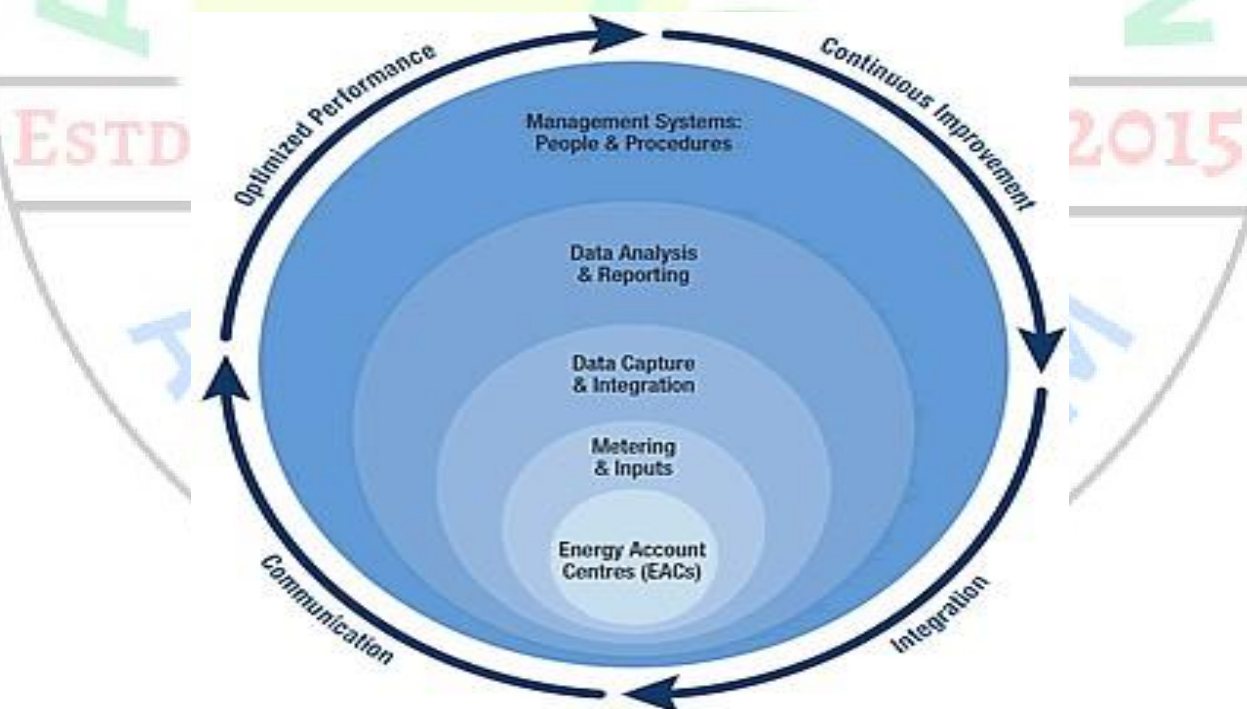 Optimized Performance
Continuous Improvement
ESTD
2015
Management Systems:
People & Procedures
Data Analysis
& Reporting
Data Capture
& Integration
Metering
& Inputs
Energy Account
Centres (EACs)
Communication
Integration